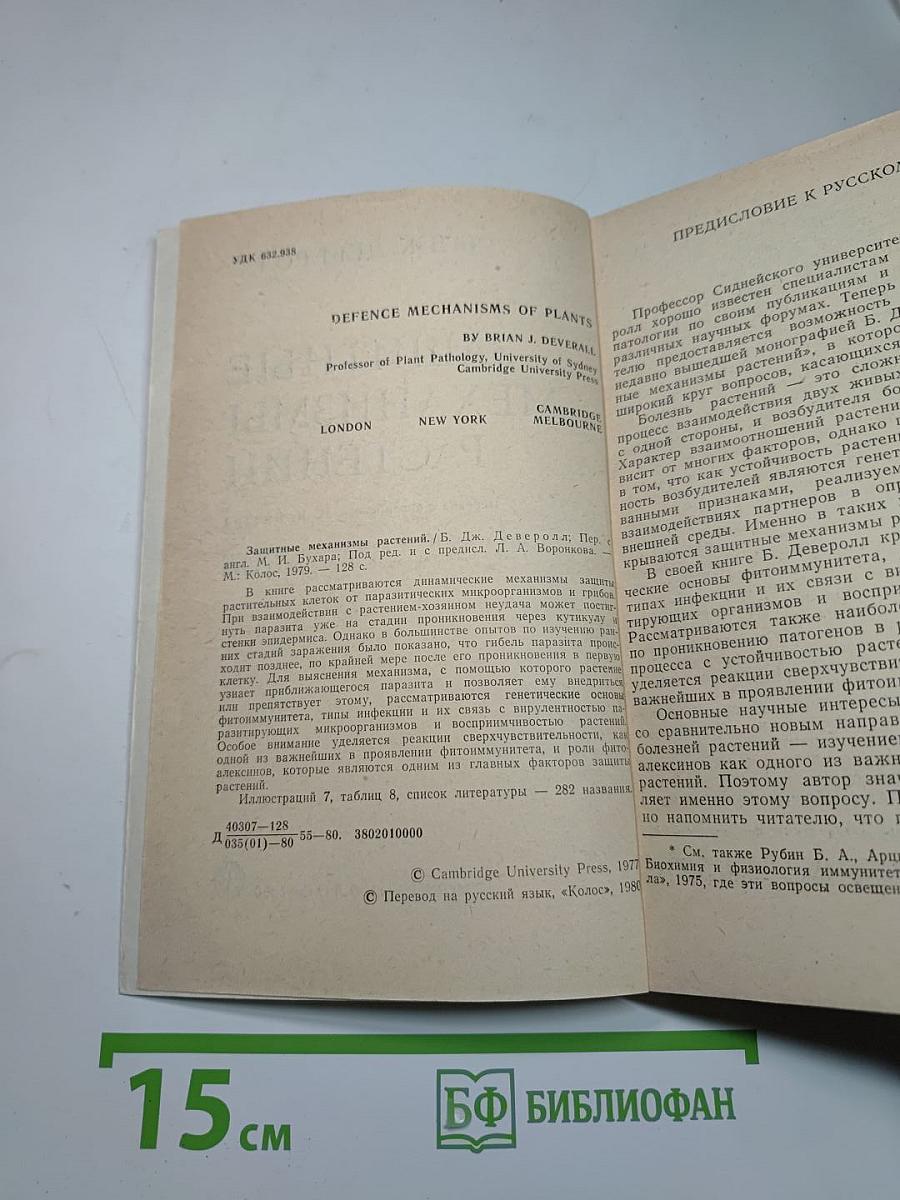 УДК 632.938
DEFENCE MECHANISMS OF PLANTS
BY BRIAN J. DEVERALL
Professor of Plant Pathology, University of Sydney
Cambridge University Press
CAMBRIDGE
LONDON NEW YORK MELBOURNE
Защитные механизмы растений. / Б. Дж. Деверолл; Пер. с
англ. М. И. Бухара; Под ред. и с предисл. Л. А. Воронкова. —
М.: Колос, 1979. — 128 с.
В книге рассматриваются динамические механизмы защиты
растительных клеток от паразитических микроорганизмов и грибов.
При взаимодействии с растением-хозяином неудача может постиг-
нуть паразита уже на стадии проникновения через кутикулу и
стенки эпидермиса. Однако в большинстве опытов по изучению ран-
них стадий заражения было показано, что гибель паразита проис-
ходит позднее, по крайней мере после его проникновения в первую
клетку. Для выяснения механизма, с помощью которого растение
узнает приближающегося паразита и позволяет ему внедриться
или препятствует этому, рассматриваются генетические основы
фитоиммунитета, типы инфекции и их связь с вирулентностью па-
разитирующих микроорганизмов и восприимчивостью растений.
Особое внимание уделяется реакции сверхчувствительности, как
одной из важнейших в проявлении фитоиммунитета, и роли фито-
алексинов, которые являются одним из главных факторов защиты
растений.
Иллюстраций 7, таблиц 8, список литературы — 282 названия.
Д 40307—128
035(01)—80 55—80. 3802010000
© Cambridge University Press, 1977
© Перевод на русский язык, «Колос», 1980
ПРЕДИСЛОВИЕ К РУССКОМ
Профессор Сиднейского университе
ролл хорошо известен специалистам
патологии по своим публикациям и
различных научных форумах. Теперь
телю предоставляется возможность
недавно вышедшей монографией Б. Д
ные механизмы растений», в которо
широкий круг вопросов, касающихся
Болезнь растений — это сложн
процесс взаимодействия двух живых
с одной стороны, и возбудителя бо
Характер взаимоотношений растени
висит от многих факторов, однако
в том, что как устойчивость растен
ность возбудителей являются генет
ванными признаками, реализуем
взаимодействиях партнеров в опр
внешней среды. Именно в таких
крываются защитные механизмы р
В своей книге Б. Деверолл кр
ческие основы фитоиммунитета,
типах инфекции и их связи с ви
тирующих организмов и воспри
Рассматриваются также наибол
по проникновению патогенов в р
процесса с устойчивостью расте
уделяется реакции сверхчувствит
важнейших в проявлении фитоим
Основные научные интересы
со сравнительно новым направ
болезней растений — изучением
алексинов как одного из важн
растений. Поэтому автор знач
ляет именно этому вопросу. П
но напомнить читателю, что
* См. также Рубин Б. А., Арци
Биохимия и физиология иммунитет
ла», 1975, где эти вопросы освещен
15 см
БФ БИБЛИОФАН